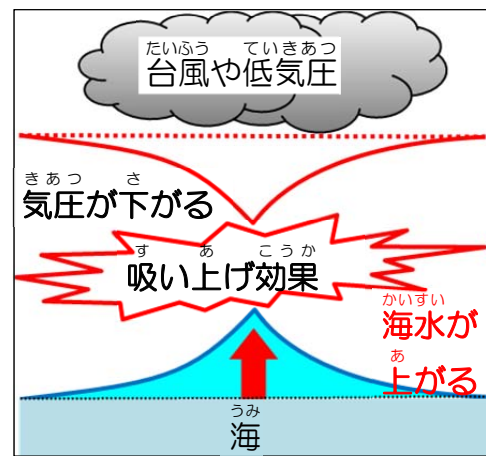 たいふう ていきあつ
台風や低気圧
きあつ さ
気圧が下がる
す あ こうか
吸い上げ効果
かいすい
海水が
あ
上がる
うみ
海